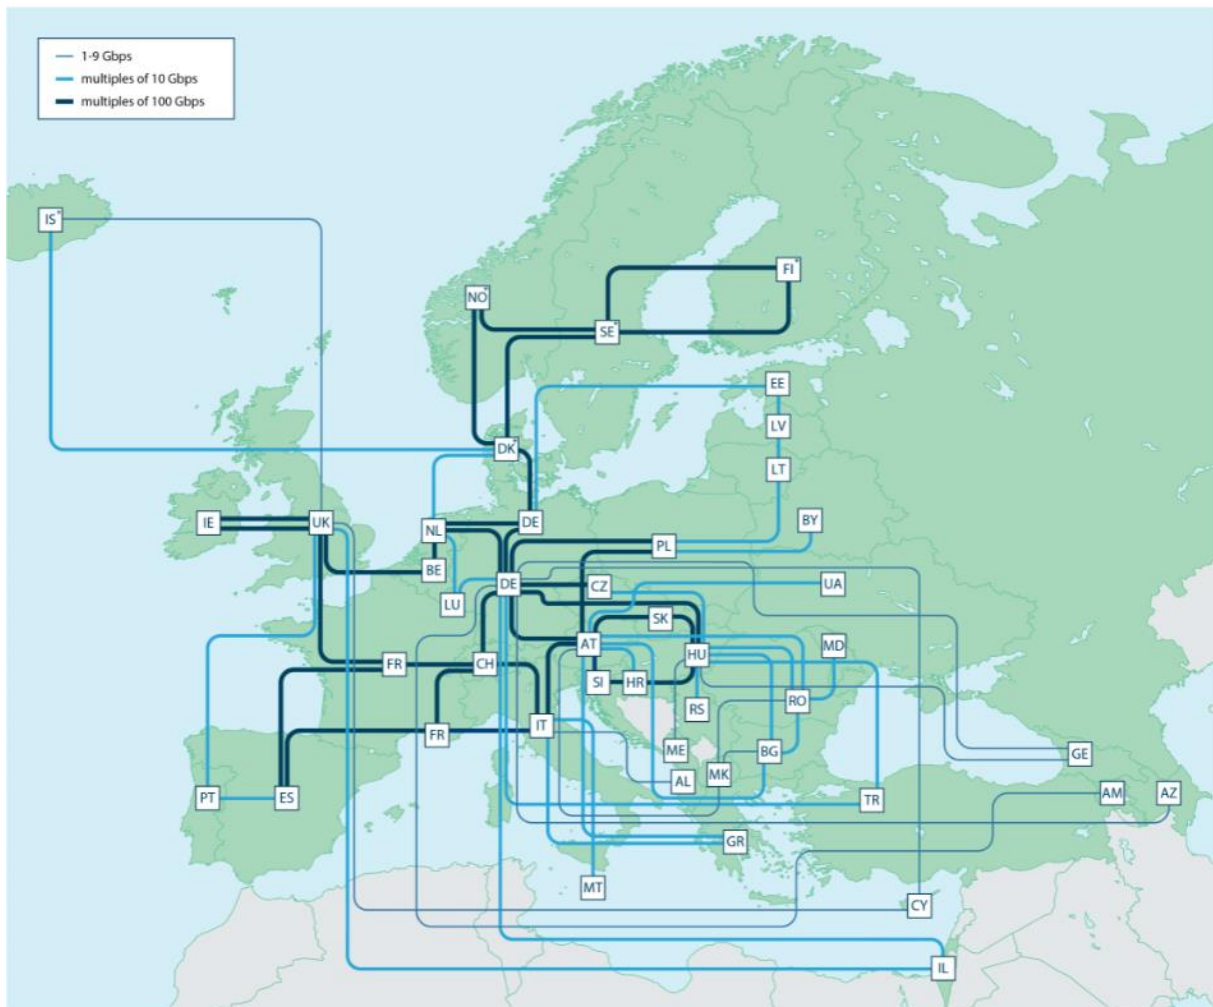 1-9 Gbps
multiples of 10 Gbps
multiples of 100 Gbps
IS*
FI*
NO*
SE*
EE
LV
DK*
LT
IE
UK
NL
DE
BY
PL
BE
DE
CZ
UA
LU
SK
AT
MD
HU
FR
CH
SI
HR
RS
RO
IT
FR
ME
BG
GE
MK
AL
PT
ES
TR
AM
AZ
GR
MT
CY
IL